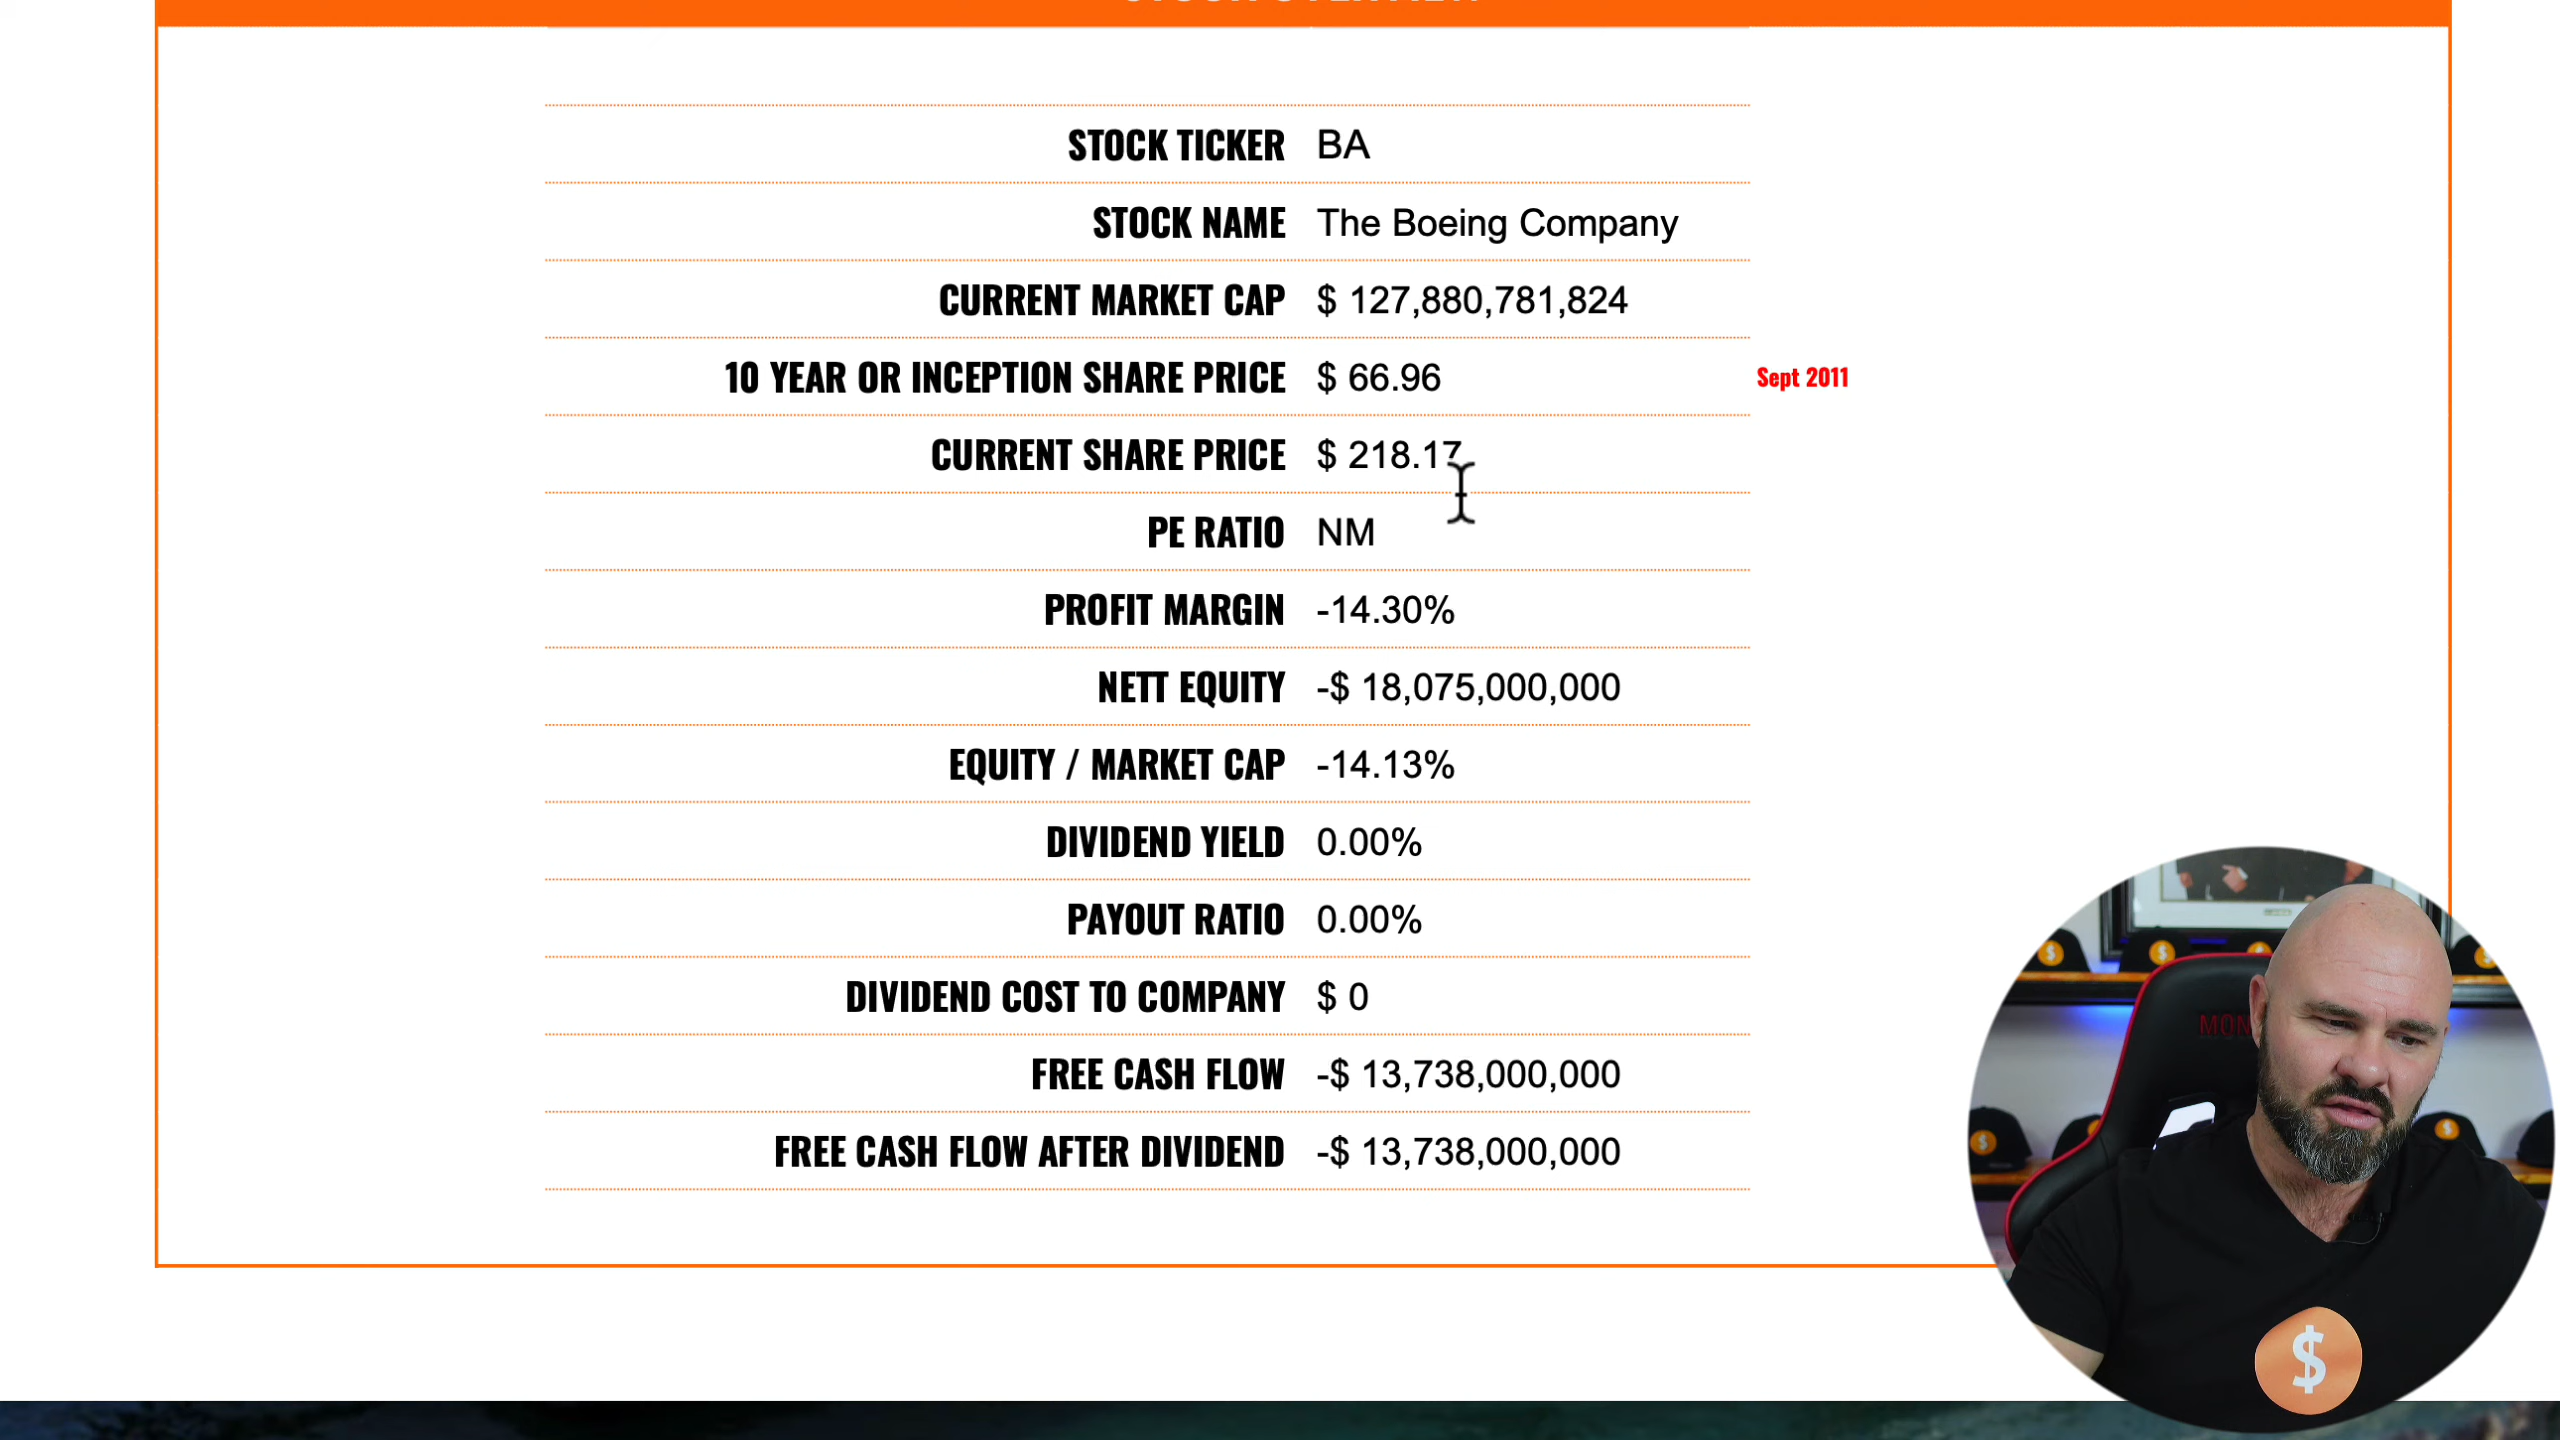 STOCK TICKER BA
STOCK NAME The Boeing Company
CURRENT MARKET CAP $ 127,880,781,824
10 YEAR OR INCEPTION SHARE PRICE $ 66.96 Sept 2011
CURRENT SHARE PRICE $ 218.17
PE RATIO NM
PROFIT MARGIN -14.30%
NETT EQUITY -$ 18,075,000,000
EQUITY / MARKET CAP -14.13%
DIVIDEND YIELD 0.00%
PAYOUT RATIO 0.00%
DIVIDEND COST TO COMPANY $ 0
FREE CASH FLOW -$ 13,738,000,000
FREE CASH FLOW AFTER DIVIDEND -$ 13,738,000,000
MON
$